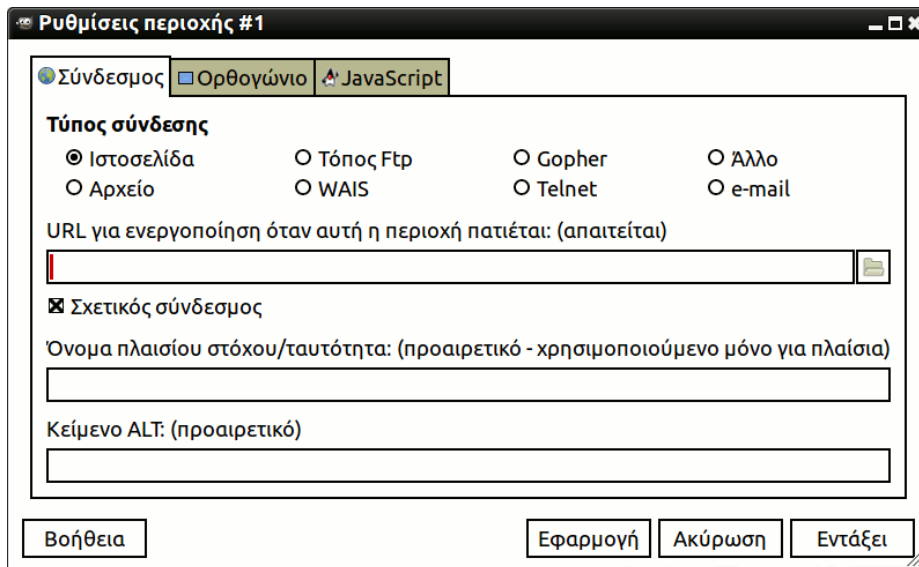 Ρυθμίσεις περιοχής #1
Σύνδεσμος Ορθογώνιο JavaScript
Τύπος σύνδεσης
Ιστοσελίδα Τόπος Ftp Gopher Άλλο
Αρχείο WAIS Telnet e-mail
URL για ενεργοποίηση όταν αυτή η περιοχή πατιέται: (απαιτείται)
Σχετικός σύνδεσμος
Όνομα πλαισίου στόχου/ταυτότητα: (προαιρετικό - χρησιμοποιούμενο μόνο για πλαίσια)
Κείμενο ALT: (προαιρετικό)
Βοήθεια Εφαρμογή Ακύρωση Εντάξει